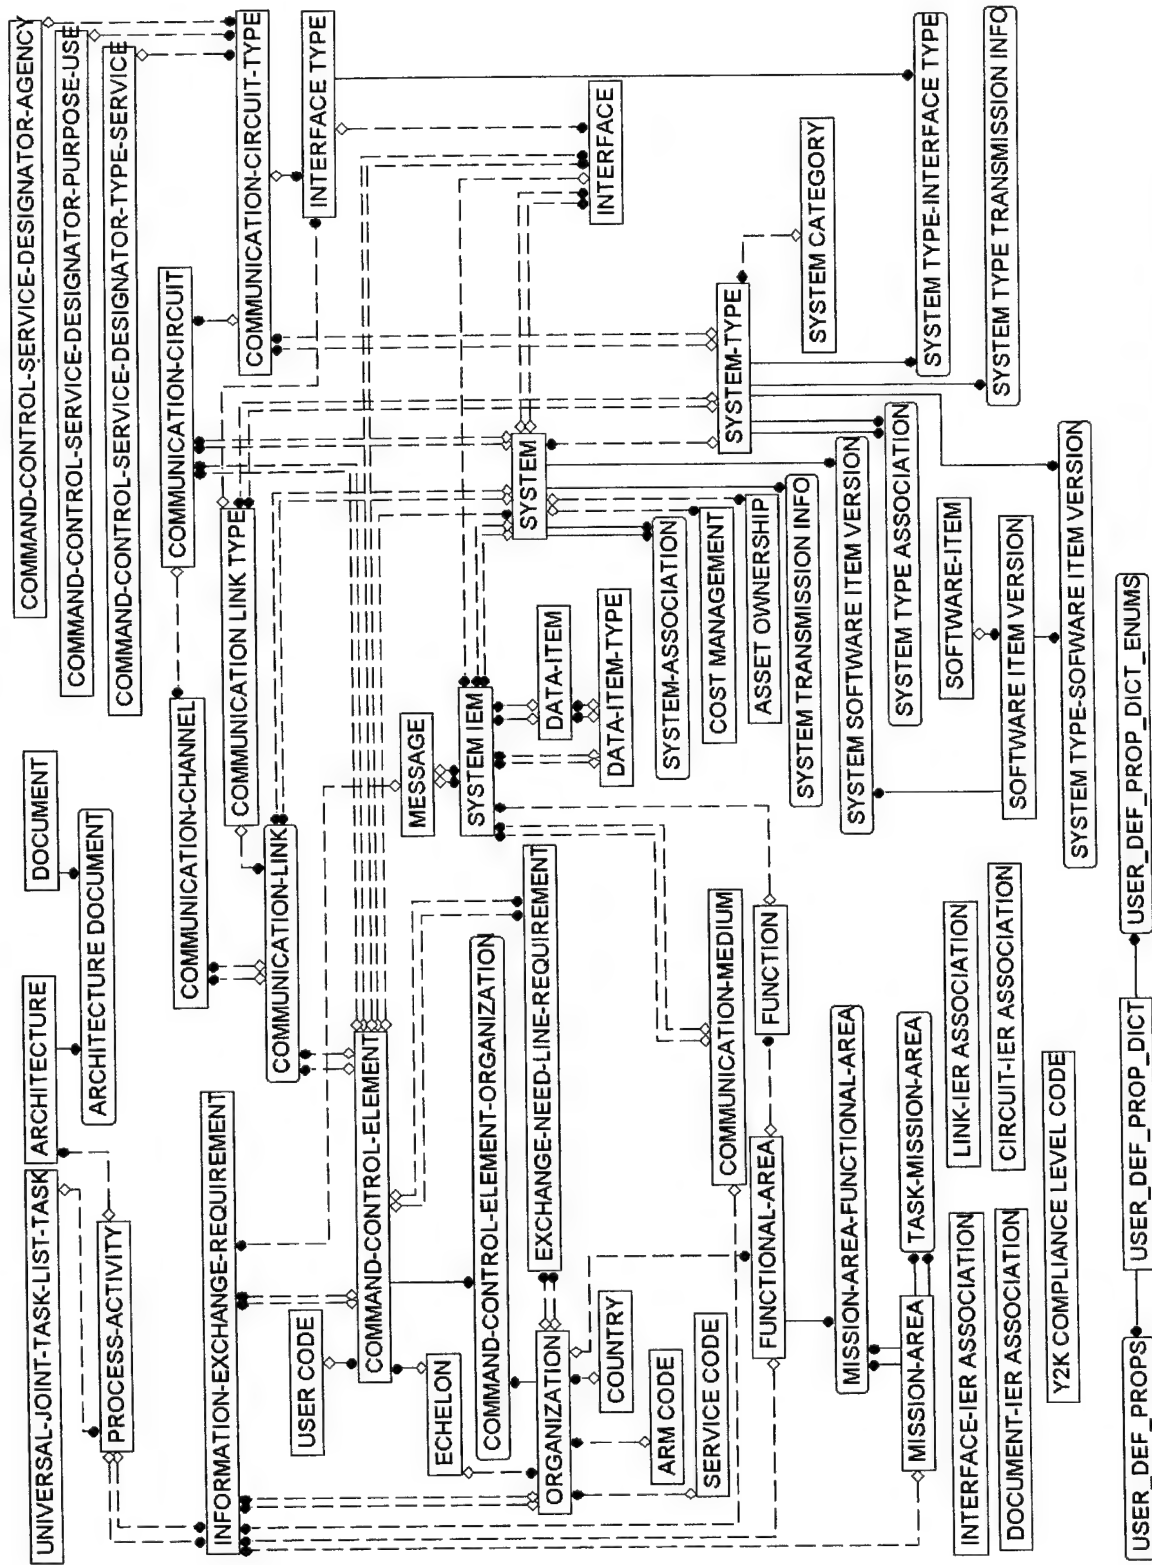 UNIVERSAL-JOINT-TASK-LIST-TASK
ARCHITECTURE
DOCUMENT
COMMAND-CONTROL-SERVICE-DESIGNATOR-AGENCY
COMMAND-CONTROL-SERVICE-DESIGNATOR-PURPOSE-USE
COMMAND-CONTROL-SERVICE-DESIGNATOR-TYPE-SERVICE
PROCESS-ACTIVITY
ARCHITECTURE DOCUMENT
COMMUNICATION-CHANNEL
COMMUNICATION-CIRCUIT
INFORMATION-EXCHANGE-REQUIREMENT
COMMUNICATION LINK TYPE
COMMUNICATION-CIRCUIT-TYPE
COMMUNICATION-LINK
USER CODE
INTERFACE TYPE
COMMAND-CONTROL-ELEMENT
MESSAGE
ECHELON
SYSTEM IEM
COMMAND-CONTROL-ELEMENT-ORGANIZATION
SYSTEM
EXCHANGE-NEED-LINE-REQUIREMENT
ORGANIZATION
DATA-ITEM
INTERFACE
COUNTRY
DATA-ITEM-TYPE
ARM CODE
SYSTEM-ASSOCIATION
SERVICE CODE
COMMUNICATION-MEDIUM
COST MANAGEMENT
SYSTEM-TYPE
ASSET OWNERSHIP
FUNCTIONAL-AREA
FUNCTION
SYSTEM TRANSMISSION INFO
SYSTEM CATEGORY
MISSION-AREA-FUNCTIONAL-AREA
SYSTEM SOFTWARE ITEM VERSION
MISSION-AREA
TASK-MISSION-AREA
SYSTEM TYPE ASSOCIATION
SYSTEM TYPE-INTERFACE TYPE
INTERFACE-IER ASSOCIATION
LINK-IER ASSOCIATION
SOFTWARE-ITEM
SYSTEM TYPE TRANSMISSION INFO
DOCUMENT-IER ASSOCIATION
CIRCUIT-IER ASSOCIATION
SOFTWARE ITEM VERSION
Y2K COMPLIANCE LEVEL CODE
SYSTEM TYPE-SOFWARE ITEM VERSION
USER_DEF_PROPS
USER_DEF_PROP_DICT
USER_DEF_PROP_DICT_ENUMS